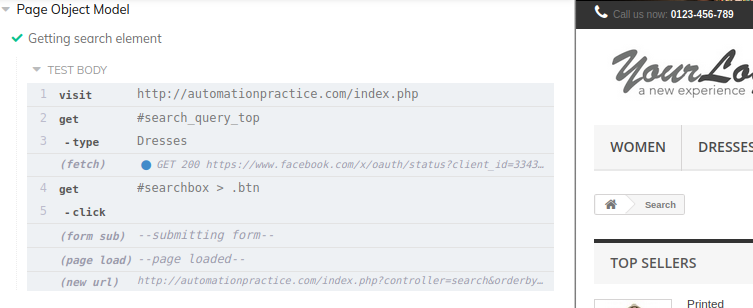 Page Object Model
Getting search element
TEST BODY
1 visit http://automationpractice.com/index.php
2 get #search_query_top
3 -type Dresses
(fetch) GET 200 https://www.facebook.com/x/oauth/status?client_id=3343…
4 get #searchbox > .btn
5 -click
(form sub) --submitting form--
(page load) --page loaded--
(new url) http://automationpractice.com/index.php?controller=search&orderby…
Call us now: 0123-456-789
YourLo
a new experience
WOMEN DRESSES
Search
TOP SELLERS
Printed